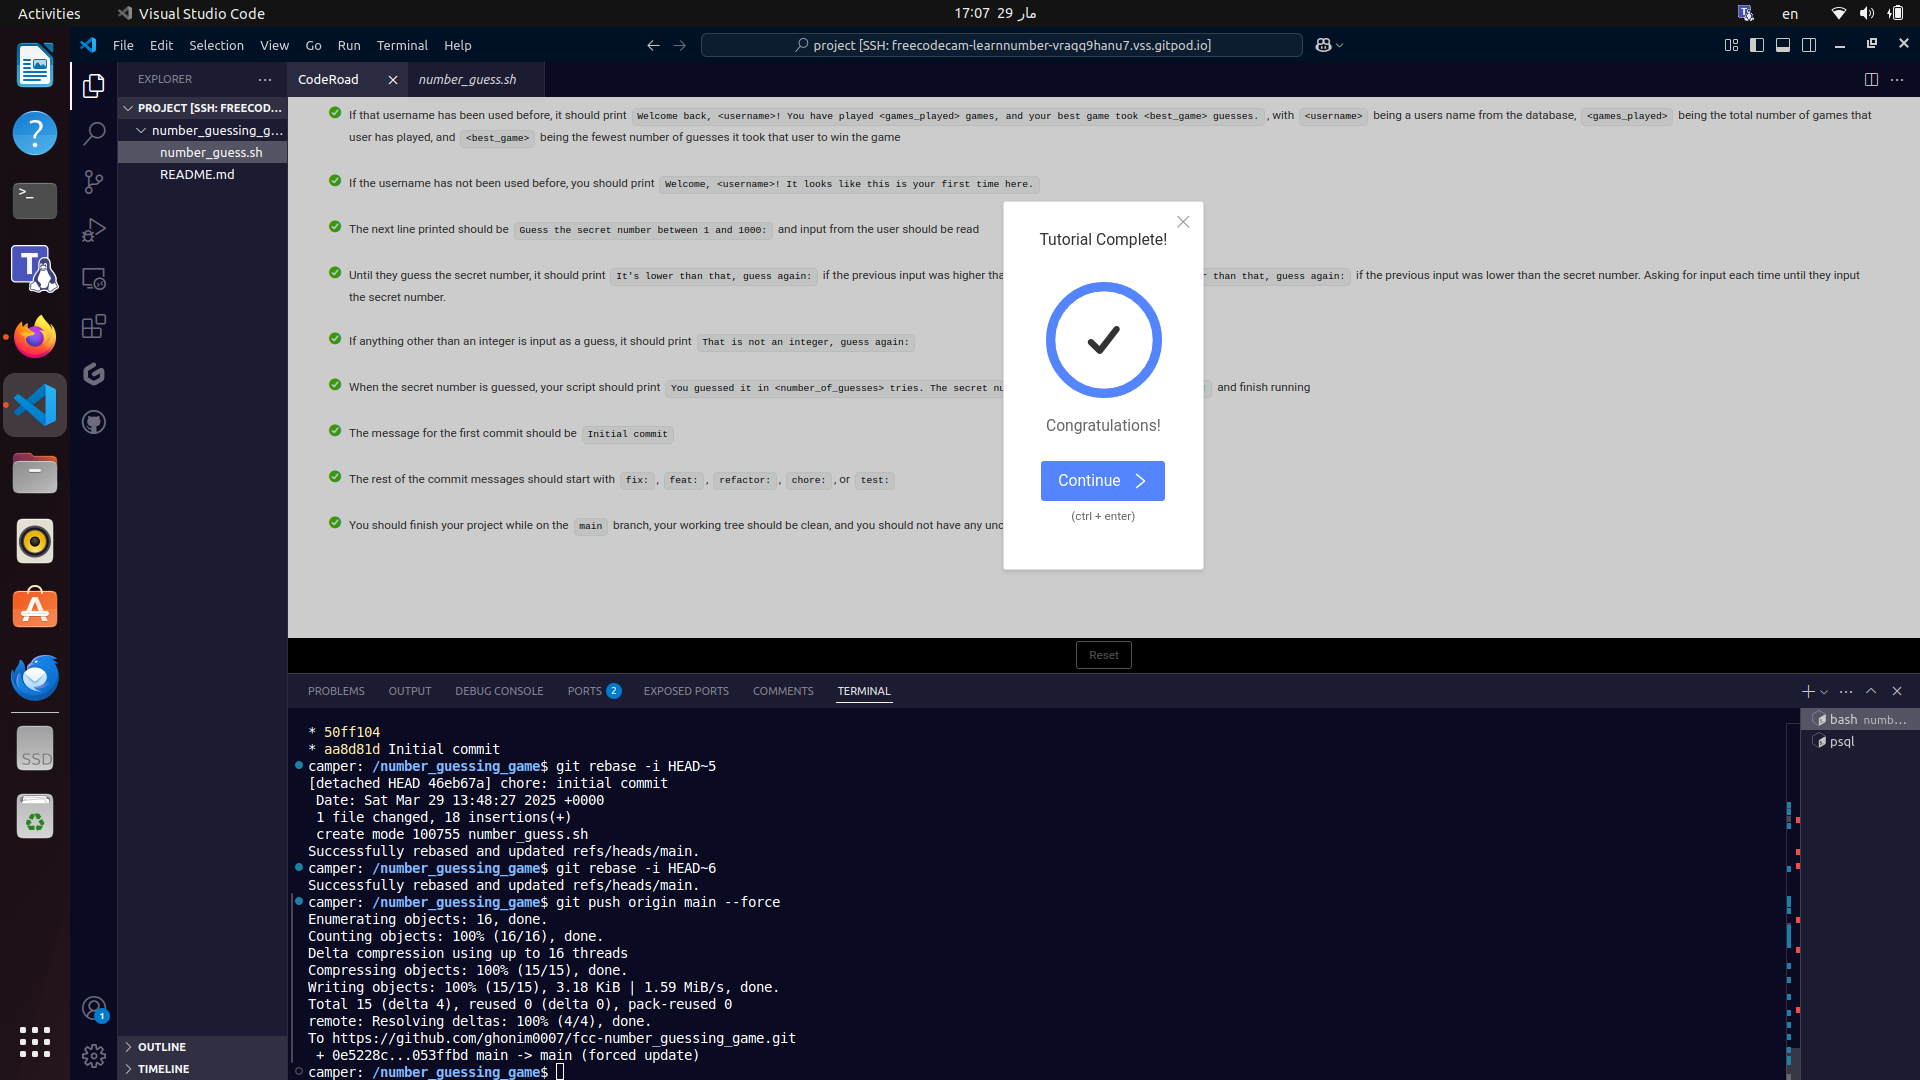 Activities
Visual Studio Code
17:07 29 مار
en
File Edit Selection View Go Run Terminal Help
project [SSH: freecodecam-learnnumber-vraqq9hanu7.vss.gitpod.io]
EXPLORER
CodeRoad
number_guess.sh
PROJECT [SSH: FREECOD...
number_guessing_g...
number_guess.sh
README.md
If that username has been used before, it should print Welcome back, <username>! You have played <games_played> games, and your best game took <best_game> guesses. , with <username> being a users name from the database, <games_played> being the total number of games that
user has played, and <best_game> being the fewest number of guesses it took that user to win the game
If the username has not been used before, you should print Welcome, <username>! It looks like this is your first time here.
The next line printed should be Guess the secret number between 1 and 1000: and input from the user should be read
Until they guess the secret number, it should print It's lower than that, guess again: if the previous input was higher tha
r than that, guess again: if the previous input was lower than the secret number. Asking for input each time until they input
the secret number.
If anything other than an integer is input as a guess, it should print That is not an integer, guess again:
When the secret number is guessed, your script should print You guessed it in <number_of_guesses> tries. The secret nu
and finish running
The message for the first commit should be Initial commit
The rest of the commit messages should start with fix: , feat: , refactor: , chore: , or test:
You should finish your project while on the main branch, your working tree should be clean, and you should not have any unc
Tutorial Complete!
Congratulations!
Continue
(ctrl + enter)
Reset
PROBLEMS OUTPUT DEBUG CONSOLE PORTS 2 EXPOSED PORTS COMMENTS TERMINAL
bash numb...
psql
* 50ff104
* aa8d81d Initial commit
camper: /number_guessing_game$ git rebase -i HEAD~5
[detached HEAD 46eb67a] chore: initial commit
Date: Sat Mar 29 13:48:27 2025 +0000
1 file changed, 18 insertions(+)
create mode 100755 number_guess.sh
Successfully rebased and updated refs/heads/main.
camper: /number_guessing_game$ git rebase -i HEAD~6
Successfully rebased and updated refs/heads/main.
camper: /number_guessing_game$ git push origin main --force
Enumerating objects: 16, done.
Counting objects: 100% (16/16), done.
Delta compression using up to 16 threads
Compressing objects: 100% (15/15), done.
Writing objects: 100% (15/15), 3.18 KiB | 1.59 MiB/s, done.
Total 15 (delta 4), reused 0 (delta 0), pack-reused 0
remote: Resolving deltas: 100% (4/4), done.
To https://github.com/ghonim0007/fcc-number_guessing_game.git
+ 0e5228c...053ffbd main -> main (forced update)
camper: /number_guessing_game$
OUTLINE
TIMELINE
SSD
1